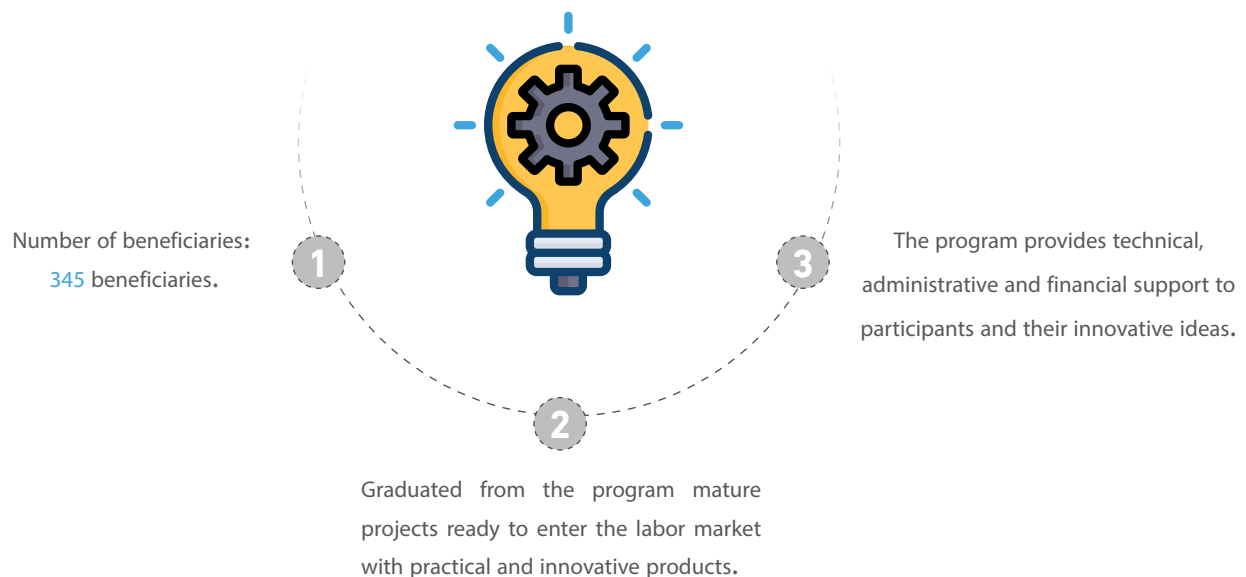 1
Number of beneficiaries:
345 beneficiaries.
2
Graduated from the program mature
projects ready to enter the labor market
with practical and innovative products.
3
The program provides technical,
administrative and financial support to
participants and their innovative ideas.